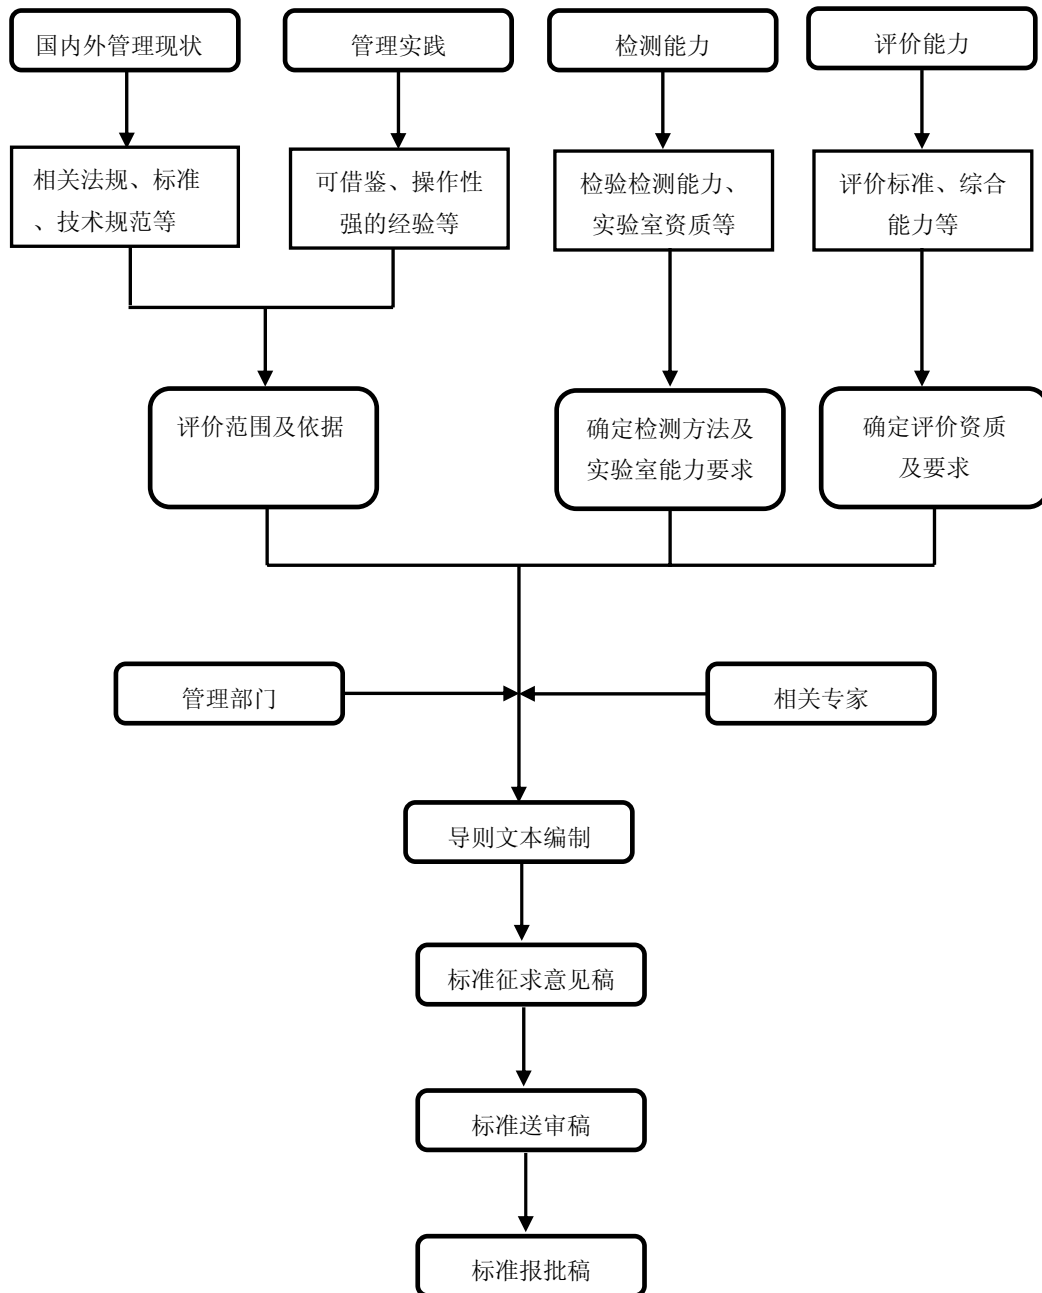 国内外管理现状
管理实践
检测能力
评价能力
相关法规、标准
、技术规范等
可借鉴、操作性
强的经验等
检验检测能力、
实验室资质等
评价标准、综合
能力等
评价范围及依据
确定检测方法及
实验室能力要求
确定评价资质
及要求
管理部门
相关专家
导则文本编制
标准征求意见稿
标准送审稿
标准报批稿